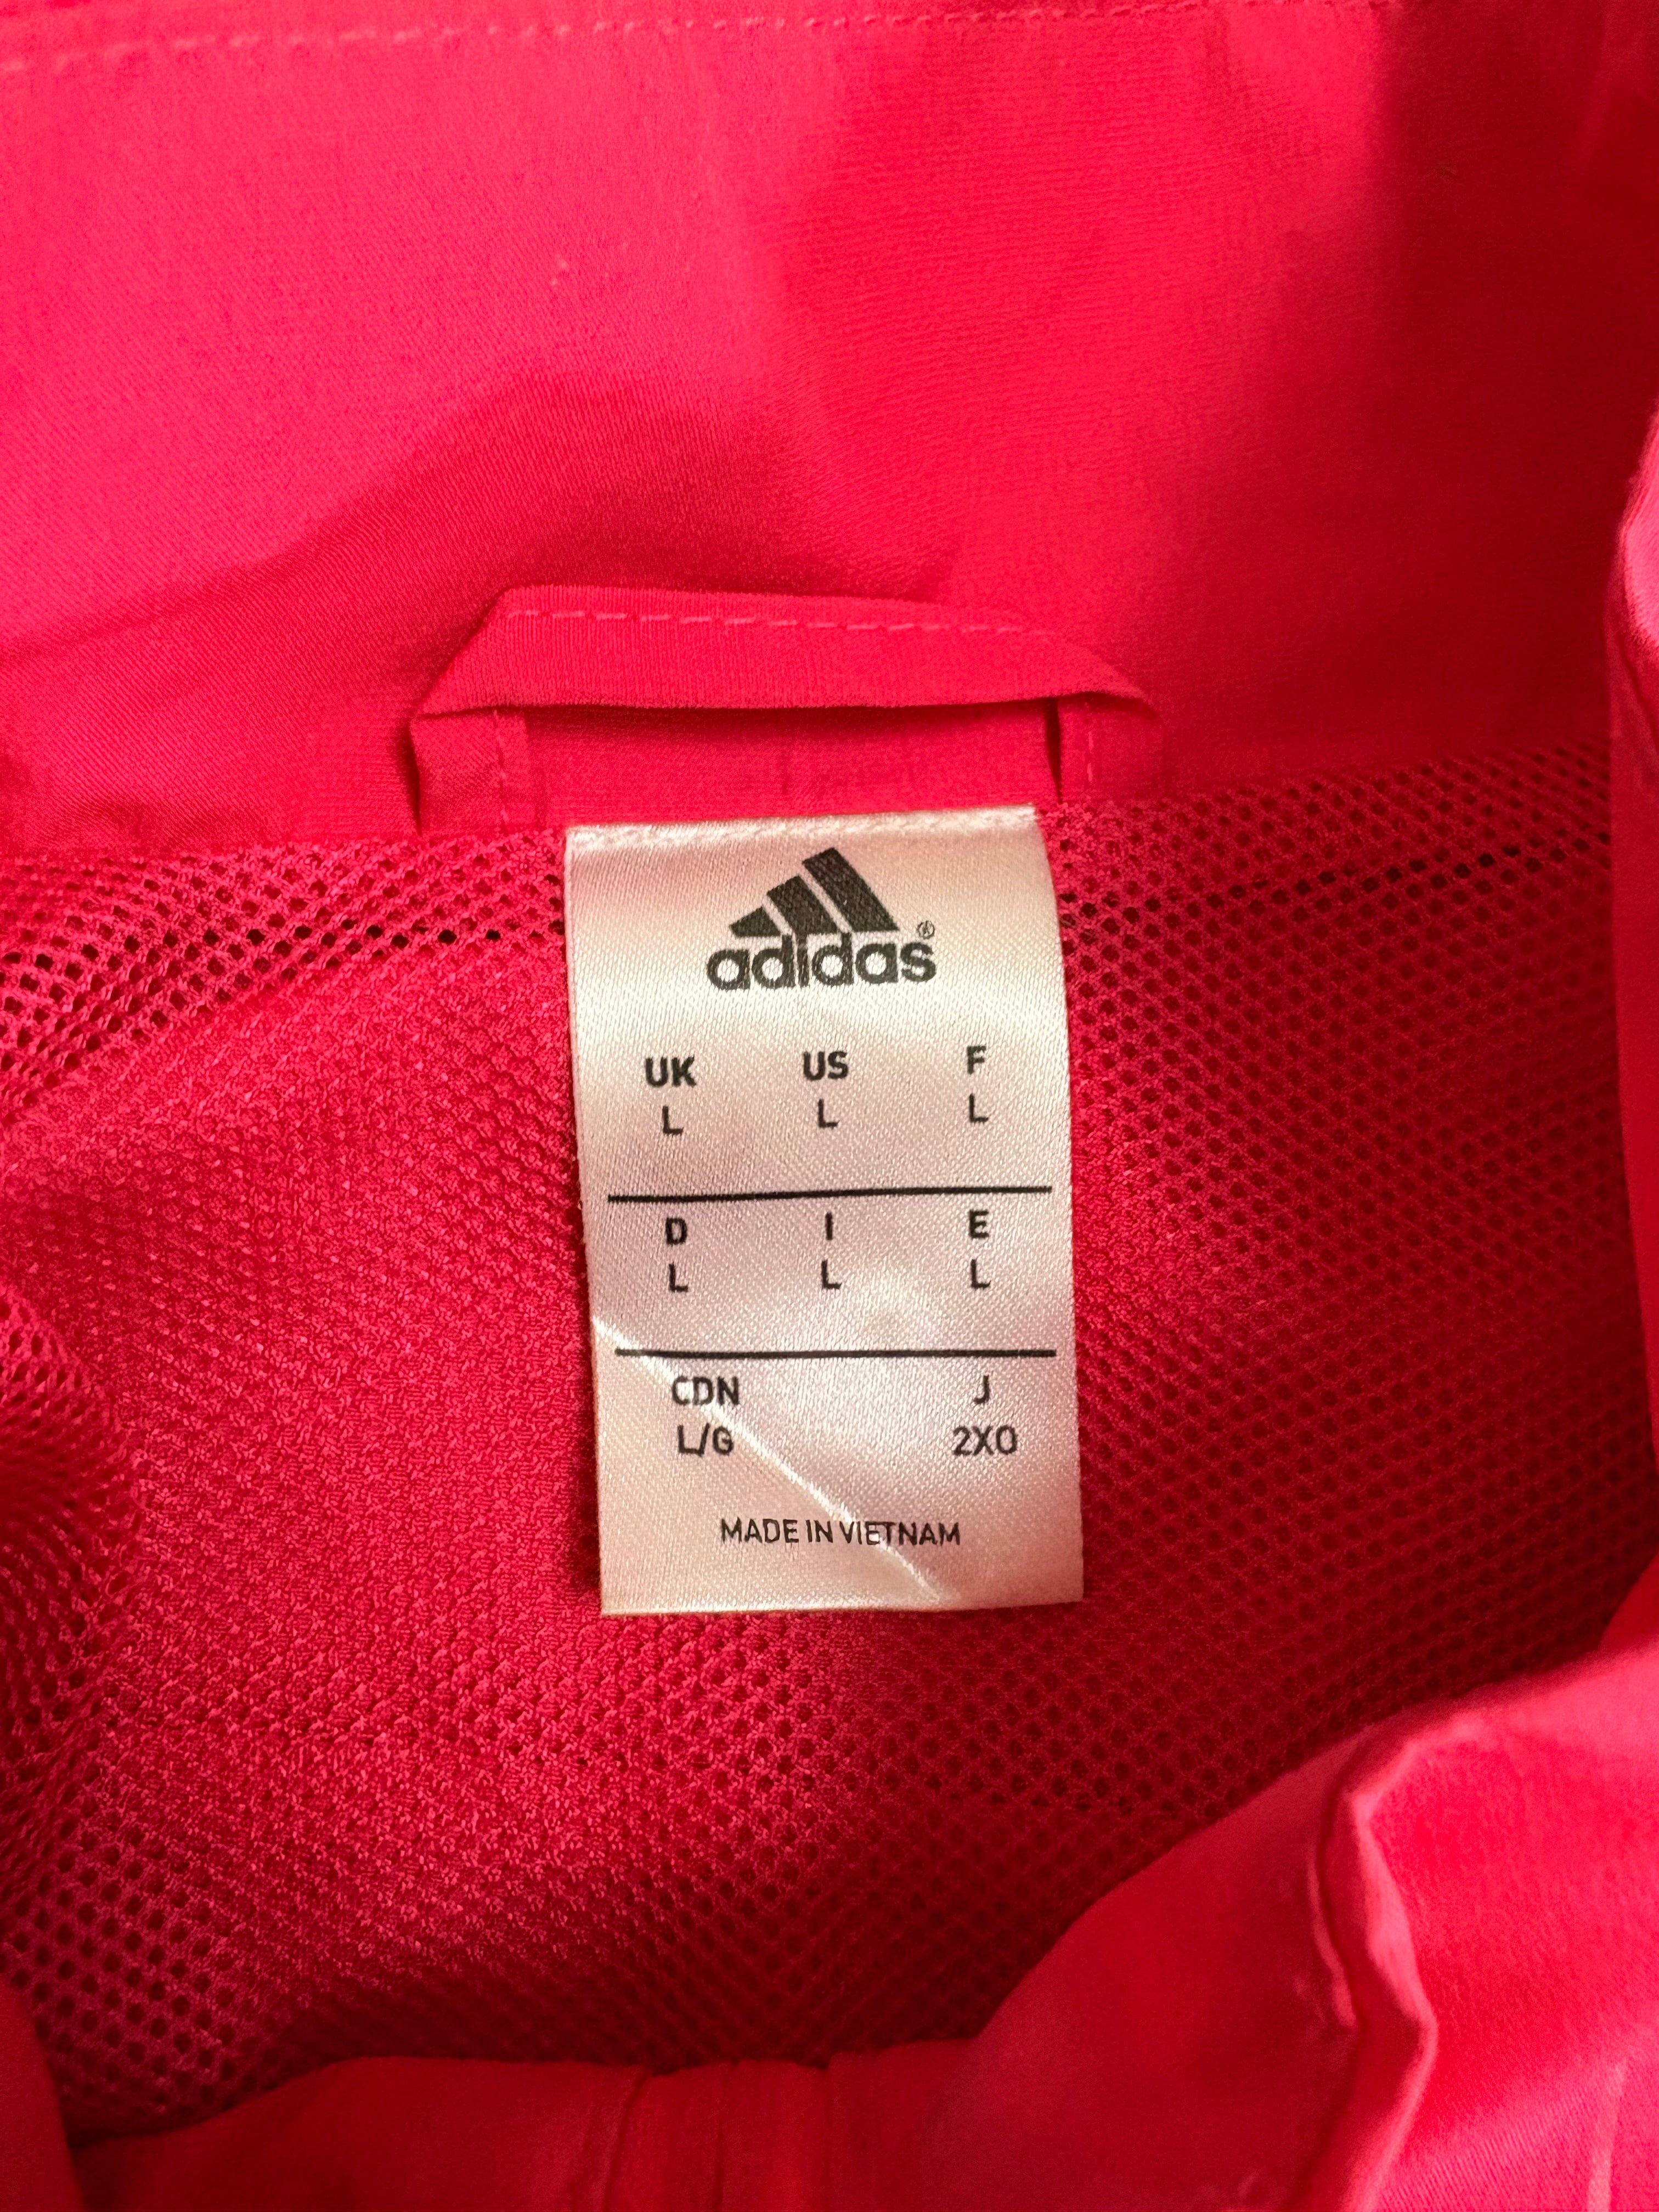 adidas®
UK US F
L L L
D I E
L L L
CDN J
L/G 2XO
MADE IN VIETNAM